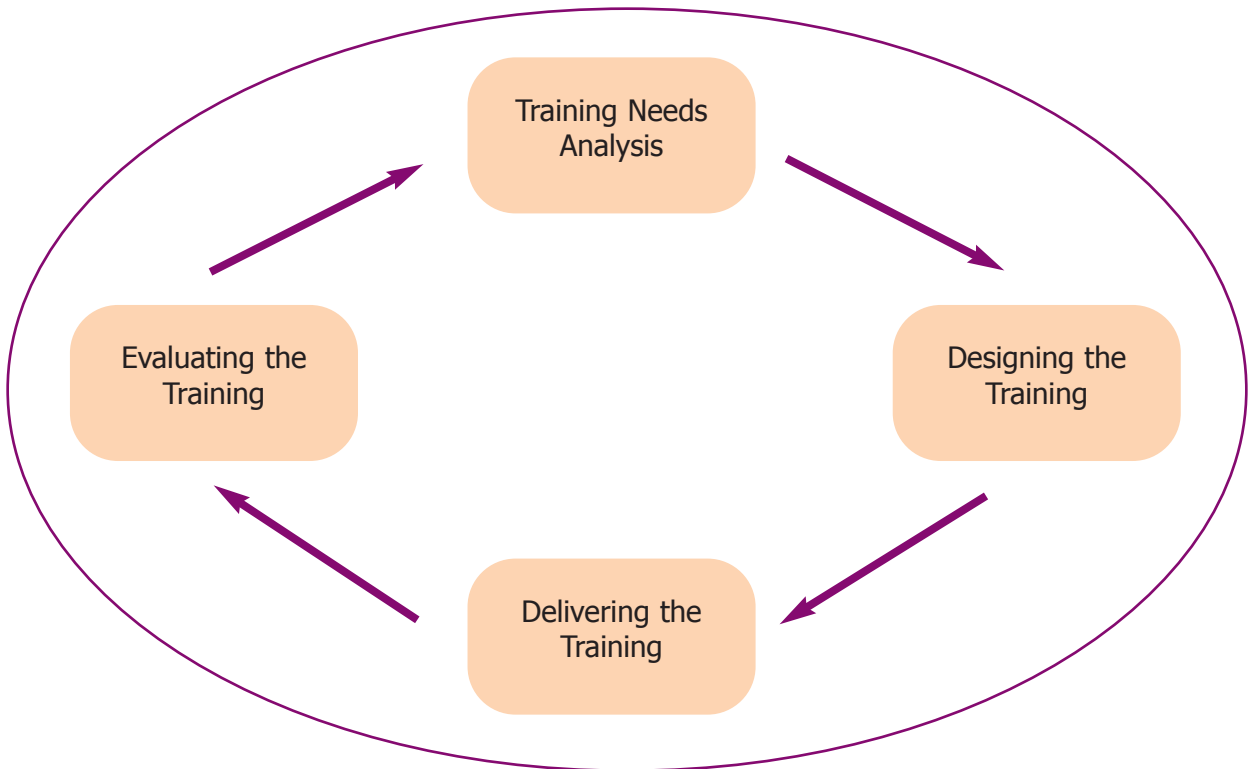 Training Needs
Analysis
Evaluating the
Training
Designing the
Training
Delivering the
Training